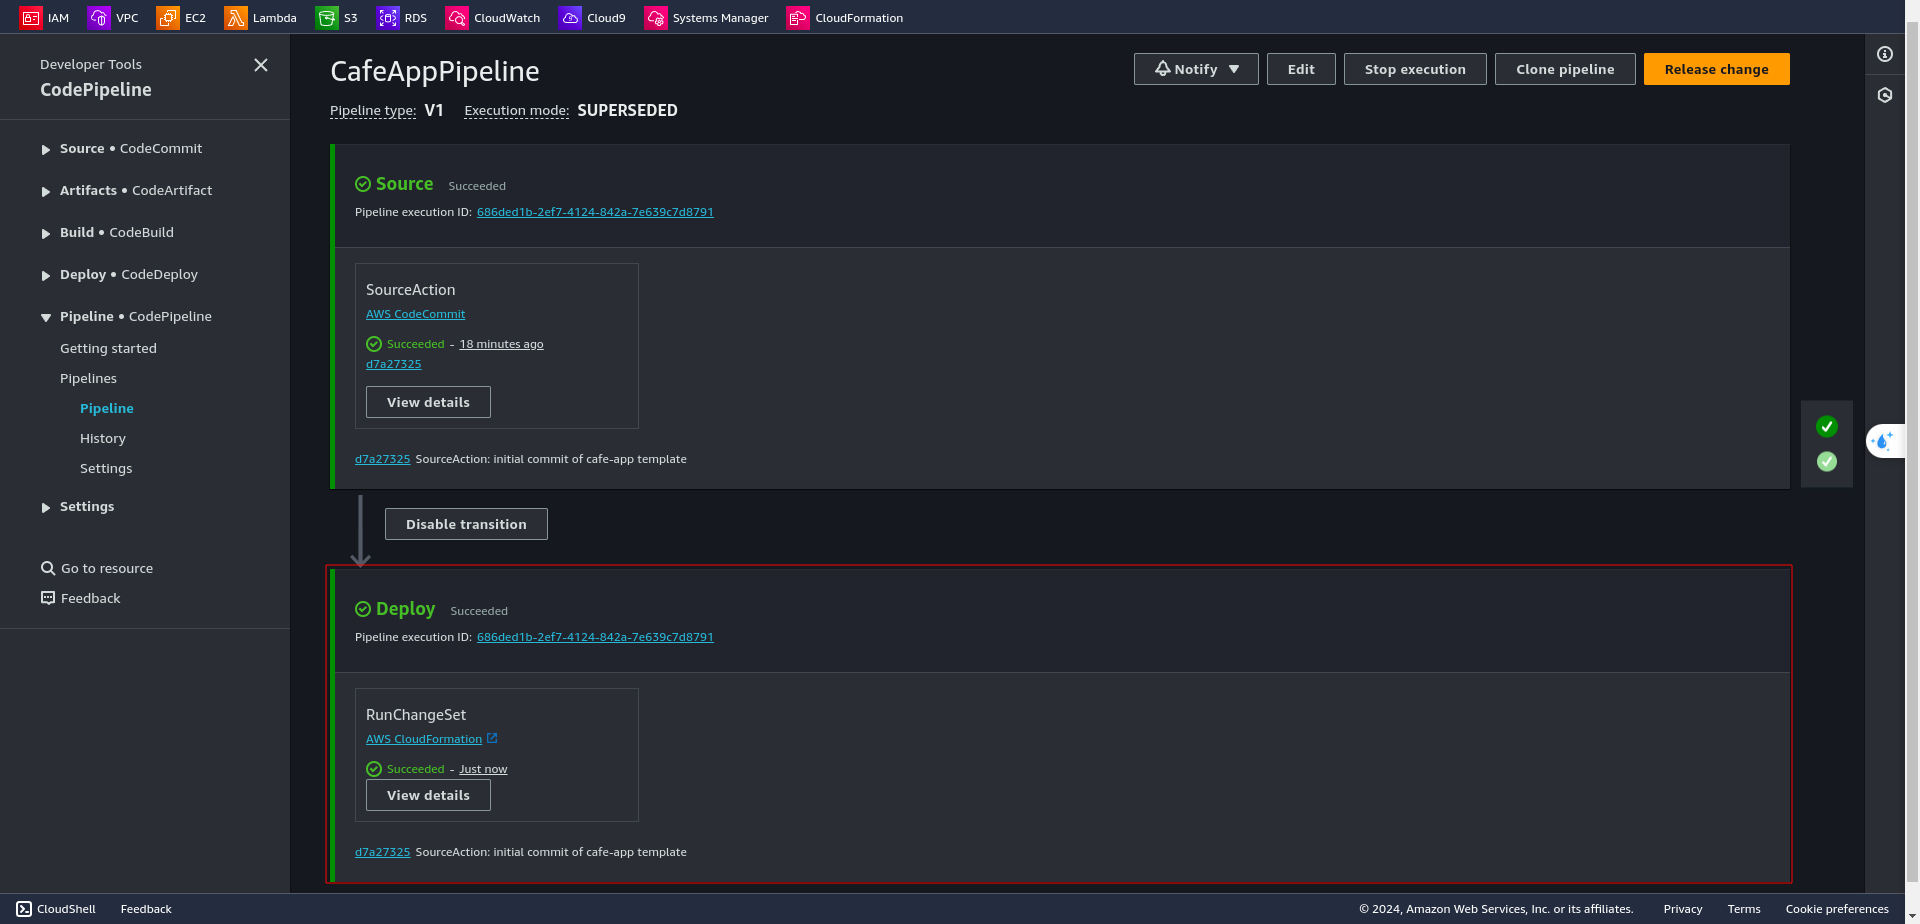 IAM VPC EC2 Lambda S3 RDS CloudWatch Cloud9 Systems Manager CloudFormation
Developer Tools
CodePipeline
Source • CodeCommit
Artifacts • CodeArtifact
Build • CodeBuild
Deploy • CodeDeploy
Pipeline • CodePipeline
Getting started
Pipelines
Pipeline
History
Settings
Settings
Go to resource
Feedback
CafeAppPipeline
Notify Edit Stop execution Clone pipeline Release change
Pipeline type: V1 Execution mode: SUPERSEDED
Source Succeeded
Pipeline execution ID: 686ded1b-2ef7-4124-842a-7e639c7d8791
SourceAction
AWS CodeCommit
Succeeded - 18 minutes ago
d7a27325
View details
d7a27325 SourceAction: initial commit of cafe-app template
Disable transition
Deploy Succeeded
Pipeline execution ID: 686ded1b-2ef7-4124-842a-7e639c7d8791
RunChangeSet
AWS CloudFormation
Succeeded - Just now
View details
d7a27325 SourceAction: initial commit of cafe-app template
CloudShell Feedback © 2024, Amazon Web Services, Inc. or its affiliates. Privacy Terms Cookie preferences